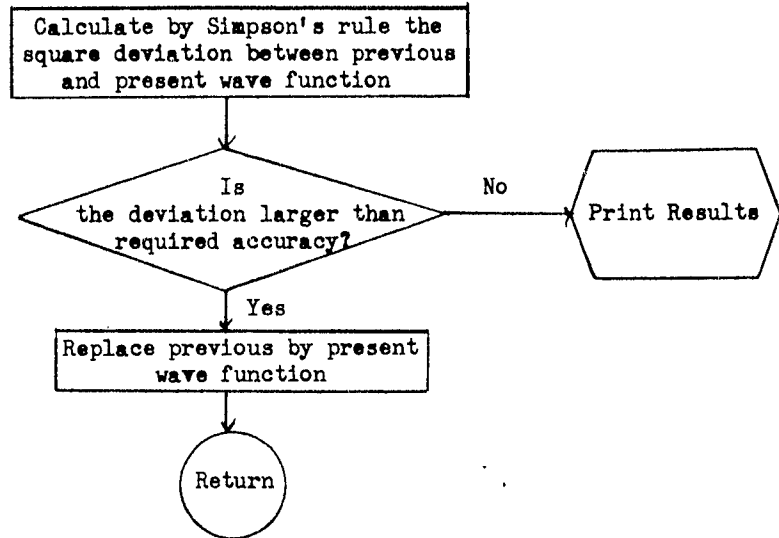 Calculate by Simpson's rule the
square deviation between previous
and present wave function
Is
the deviation larger than
required accuracy?
No
Print Results
Yes
Replace previous by present
wave function
Return